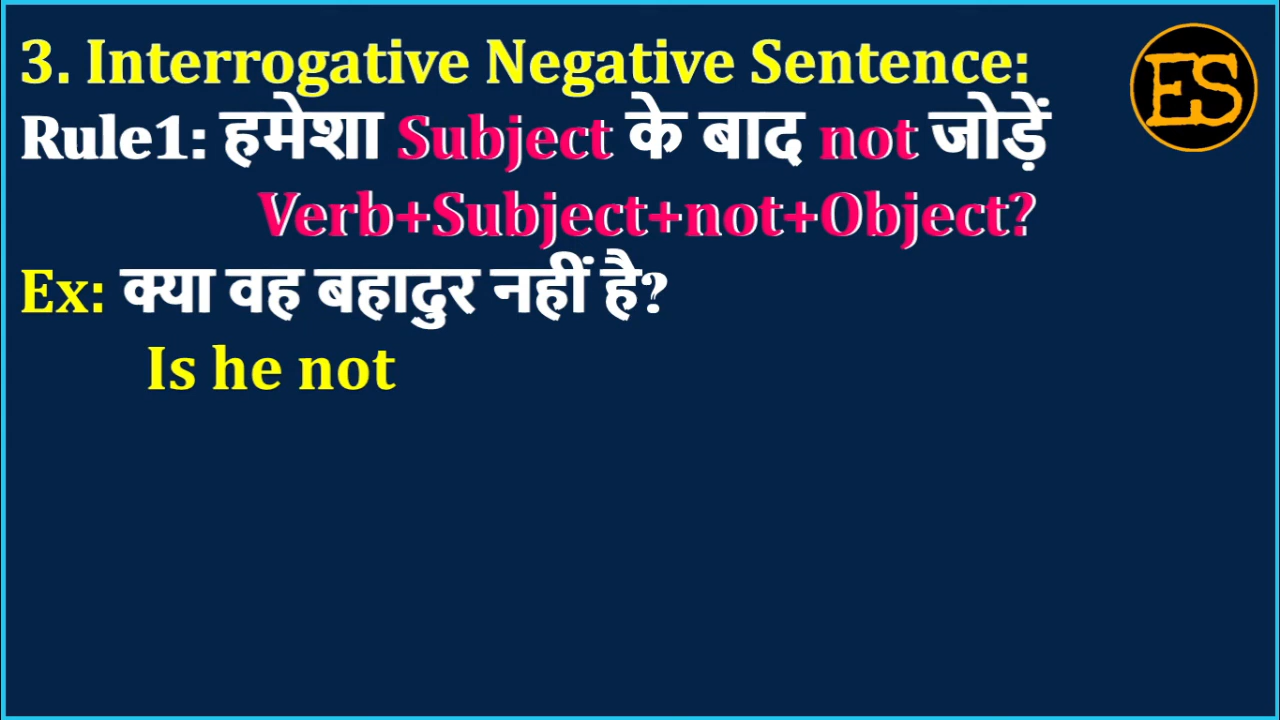 3. Interrogative Negative Sentence:
ES
Rule1: हमेशा Subject के बाद not जोड़ें
Verb+Subject+not+Object?
Ex: क्या वह बहादुर नहीं है?
Is he not